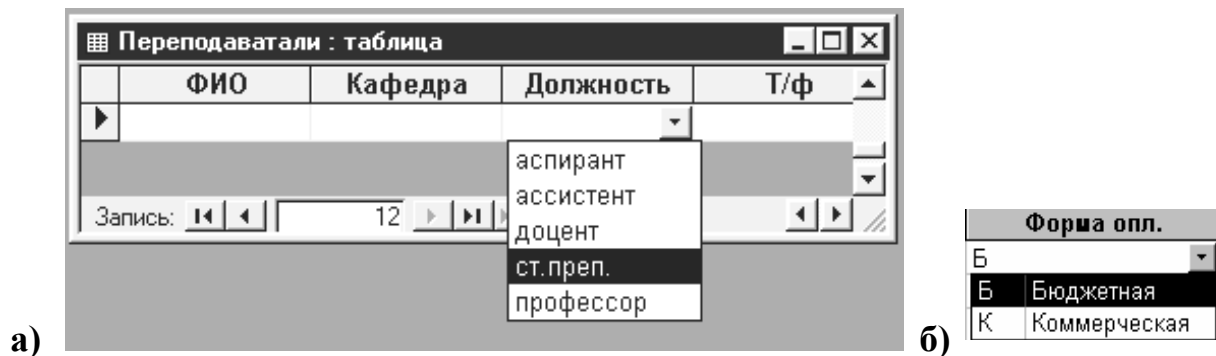 Переподаватали : таблица
ФИО Кафедра Должность Т/ф
аспирант
ассистент
доцент
ст.преп.
профессор
Запись: 12
а)
б)
Форма опл.
Б
Б Бюджетная
К Коммерческая